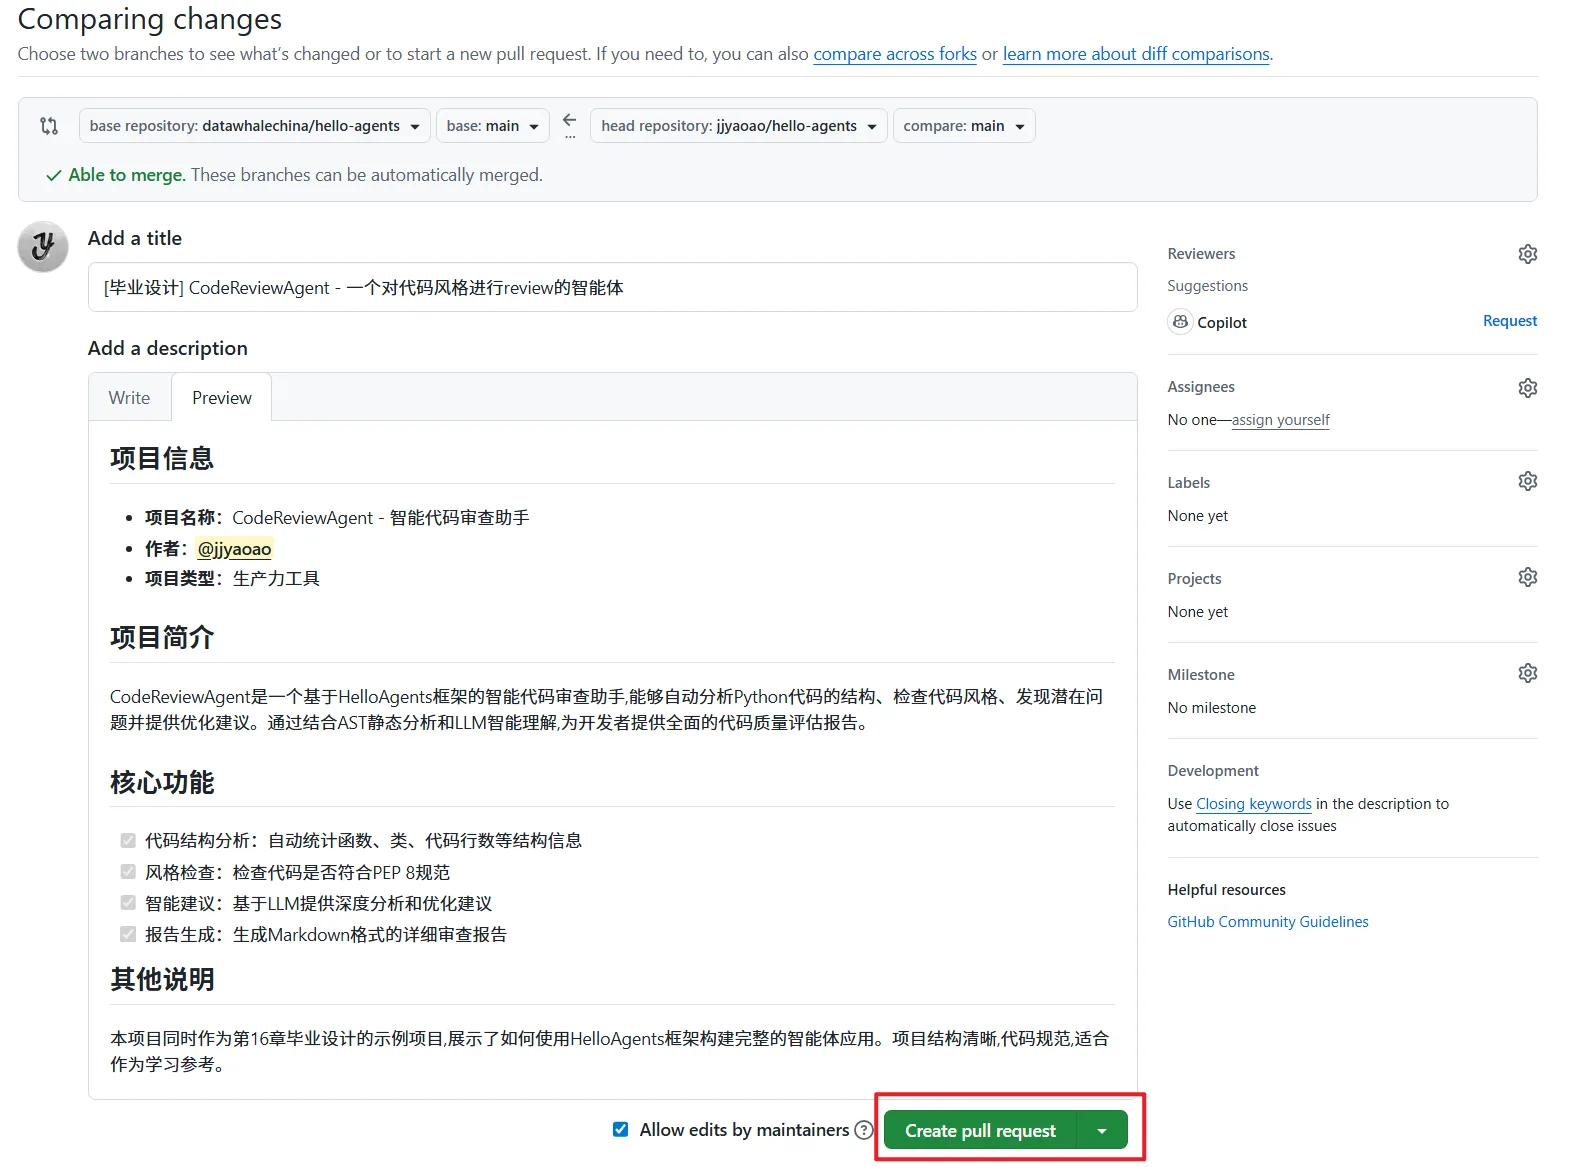 Comparing changes
Choose two branches to see what's changed or to start a new pull request. If you need to, you can also compare across forks or learn more about diff comparisons.
base repository: datawhalechina/hello-agents
base: main
head repository: jjyaoao/hello-agents
compare: main
Able to merge. These branches can be automatically merged.
Add a title
[毕业设计] CodeReviewAgent - 一个对代码风格进行review的智能体
Add a description
Write
Preview
项目信息
项目名称：CodeReviewAgent - 智能代码审查助手
作者：@jjyaoao
项目类型：生产力工具
项目简介
CodeReviewAgent是一个基于HelloAgents框架的智能代码审查助手,能够自动分析Python代码的结构、检查代码风格、发现潜在问
题并提供优化建议。通过结合AST静态分析和LLM智能理解,为开发者提供全面的代码质量评估报告。
核心功能
代码结构分析：自动统计函数、类、代码行数等结构信息
风格检查：检查代码是否符合PEP 8规范
智能建议：基于LLM提供深度分析和优化建议
报告生成：生成Markdown格式的详细审查报告
其他说明
本项目同时作为第16章毕业设计的示例项目,展示了如何使用HelloAgents框架构建完整的智能体应用。项目结构清晰,代码规范,适合
作为学习参考。
Allow edits by maintainers
Create pull request
Reviewers
Suggestions
Copilot
Request
Assignees
No one—assign yourself
Labels
None yet
Projects
None yet
Milestone
No milestone
Development
Use Closing keywords in the description to
automatically close issues
Helpful resources
GitHub Community Guidelines